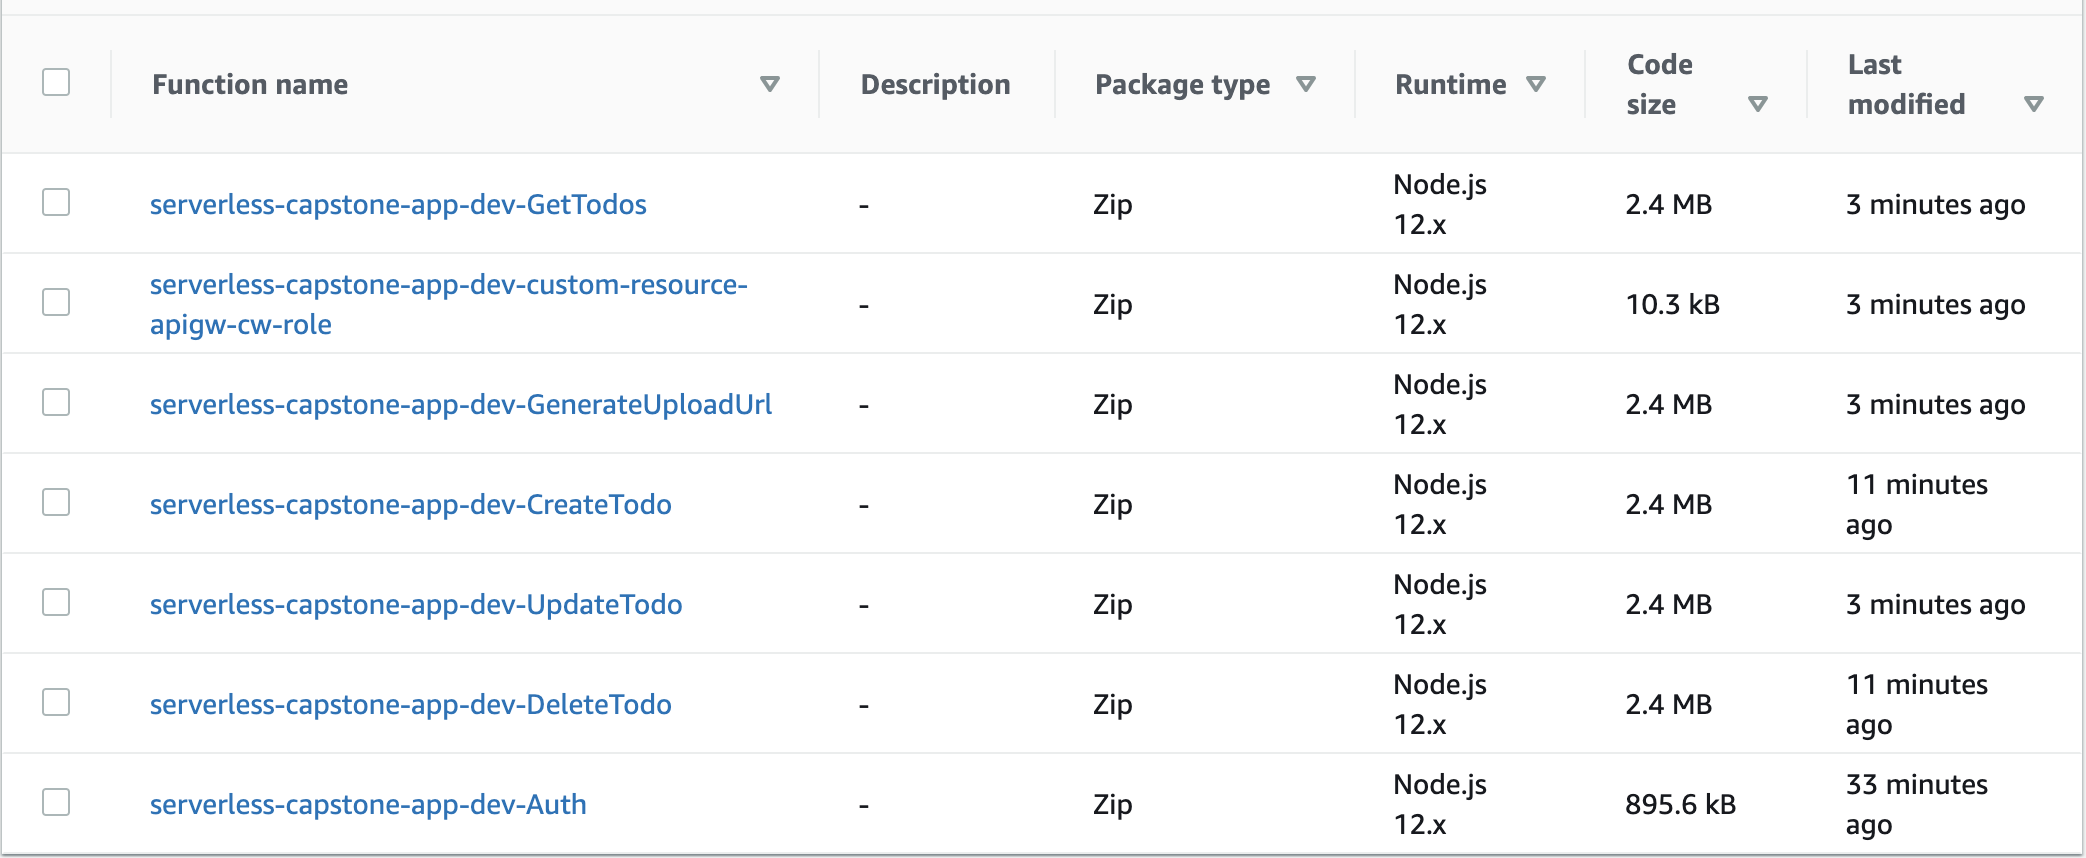 Function name Description Package type Runtime Code size Last modified
serverless-capstone-app-dev-GetTodos - Zip Node.js 12.x 2.4 MB 3 minutes ago
serverless-capstone-app-dev-custom-resource-apigw-cw-role - Zip Node.js 12.x 10.3 kB 3 minutes ago
serverless-capstone-app-dev-GenerateUploadUrl - Zip Node.js 12.x 2.4 MB 3 minutes ago
serverless-capstone-app-dev-CreateTodo - Zip Node.js 12.x 2.4 MB 11 minutes ago
serverless-capstone-app-dev-UpdateTodo - Zip Node.js 12.x 2.4 MB 3 minutes ago
serverless-capstone-app-dev-DeleteTodo - Zip Node.js 12.x 2.4 MB 11 minutes ago
serverless-capstone-app-dev-Auth - Zip Node.js 12.x 895.6 kB 33 minutes ago